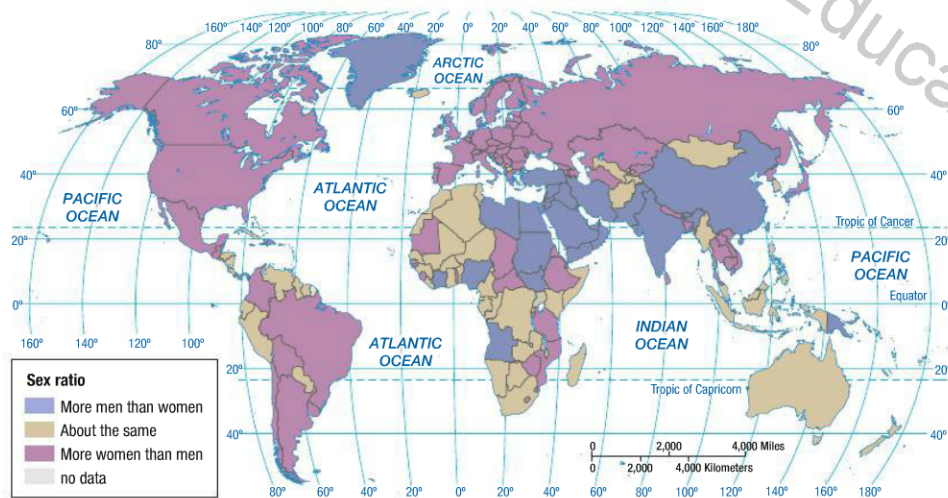 Educa
160° 140° 120° 100° 80° 60° 40° 20° 0 20° 40° 60° 80° 100° 120° 140° 160°
80° 80°
ARCTIC
OCEAN
60° 60°
40° 40°
PACIFIC
OCEAN
ATLANTIC
OCEAN
Tropic of Cancer
20° 20°
PACIFIC
OCEAN
Equator
0° 0°
160° 140° 120° 100°
ATLANTIC
OCEAN
INDIAN
OCEAN
20° 20°
Tropic of Capricorn
40° 40°
Sex ratio
More men than women
About the same
More women than men
no data
0 2,000 4,000 Miles
0 2,000 4,000 Kilometers
80° 60° 40° 20° 0° 20° 40° 60° 80° 100° 120° 140° 160° 180°